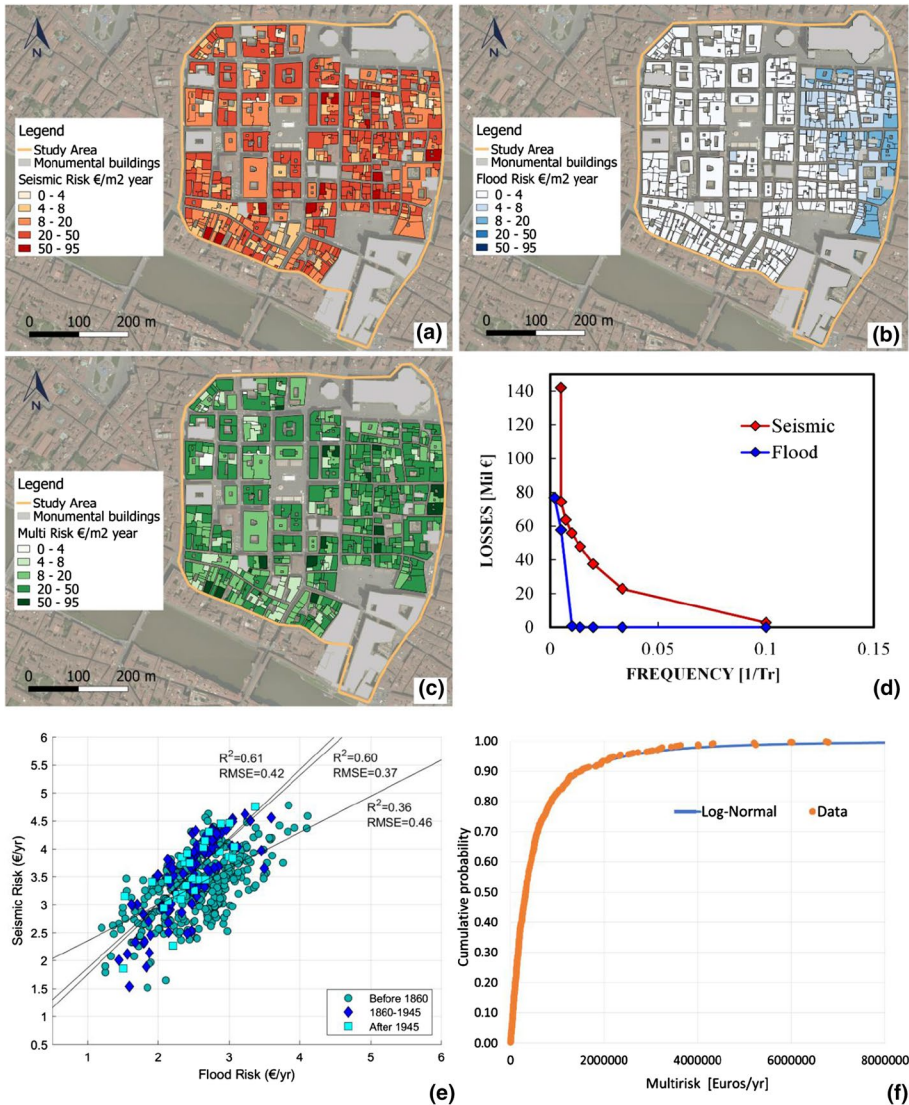 N
Legend
Study Area
Monumental buildings
Seismic Risk €/m2 year
0 - 4
4 - 8
8 - 20
20 - 50
50 - 95
0 100 200 m
(a)
N
Legend
Study Area
Monumental buildings
Flood Risk €/m2 year
0 - 4
4 - 8
8 - 20
20 - 50
50 - 95
0 100 200 m
(b)
N
Legend
Study Area
Monumental buildings
Multi Risk €/m2 year
0 - 4
4 - 8
8 - 20
20 - 50
50 - 95
0 100 200 m
(c)
LOSSES [Mil €]
140
120
100
80
60
40
20
0
Seismic
Flood
0 0.05 0.1 0.15
FREQUENCY [1/Tr]
(d)
Seismic Risk (€/yr)
6
5.5
5
4.5
4
3.5
3
2.5
2
1.5
1
0.5
R²=0.61
RMSE=0.42
R²=0.60
RMSE=0.37
R²=0.36
RMSE=0.46
Before 1860
1860-1945
After 1945
1 2 3 4 5 6
Flood Risk (€/yr)
(e)
Cumulative probability
1.00
0.90
0.80
0.70
0.60
0.50
0.40
0.30
0.20
0.10
0.00
Log-Normal
Data
0 2000000 4000000 6000000 8000000
Multirisk [Euros/yr]
(f)